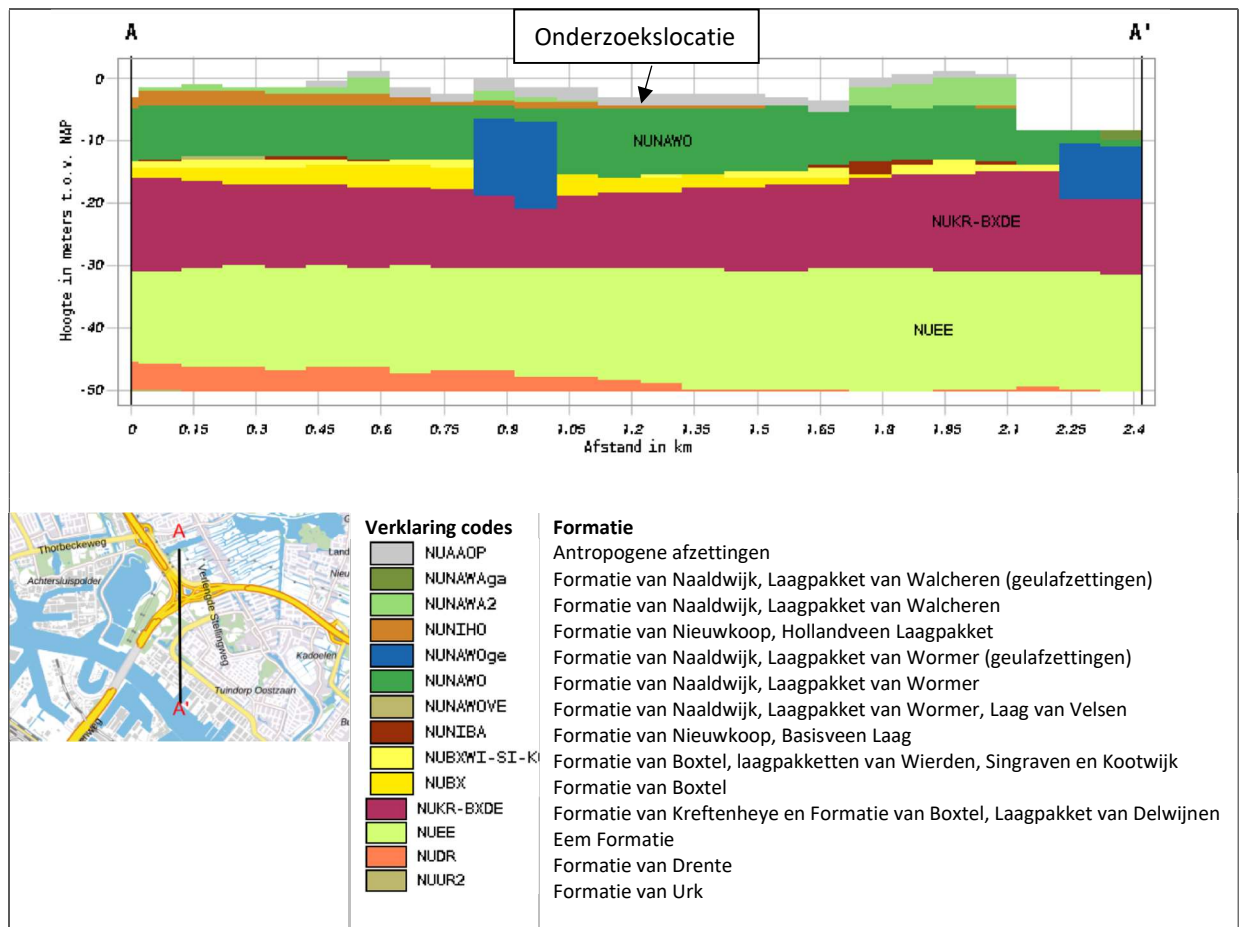 A
Onderzoekslocatie
A'
Hoogte in meters t.o.v. NAP
0
-10
-20
-30
-40
-50
NUNAWO
NUKR-BXDE
NUEE
0 0.15 0.3 0.45 0.6 0.75 0.9 1.05 1.2 1.35 1.5 1.65 1.8 1.95 2.1 2.25 2.4
Afstand in km
Thorbeckeweg
Achtersluispolder
A
Verlengde Stellingweg
Land
Nieu
Kadoelen
Tuindorp Oostzaan
A'
Verklaring codes Formatie
NUAAOP Antropogene afzettingen
NUNAWAga Formatie van Naaldwijk, Laagpakket van Walcheren (geulafzettingen)
NUNAWA2 Formatie van Naaldwijk, Laagpakket van Walcheren
NUNIHO Formatie van Nieuwkoop, Hollandveen Laagpakket
NUNAWOge Formatie van Naaldwijk, Laagpakket van Wormer (geulafzettingen)
NUNAWO Formatie van Naaldwijk, Laagpakket van Wormer
NUNAWOVE Formatie van Naaldwijk, Laagpakket van Wormer, Laag van Velsen
NUNIBA Formatie van Nieuwkoop, Basisveen Laag
NUBXWI-SI-K Formatie van Boxtel, laagpakketten van Wierden, Singraven en Kootwijk
NUBX Formatie van Boxtel
NUKR-BXDE Formatie van Kreftenheye en Formatie van Boxtel, Laagpakket van Delwijnen
NUEE Eem Formatie
NUDR Formatie van Drente
NUUR2 Formatie van Urk